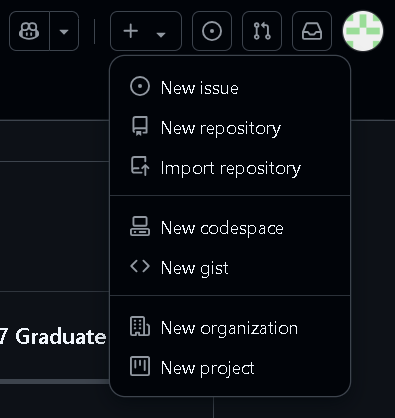 New issue
New repository
Import repository
New codespace
New gist
New organization
7 Graduate
New project